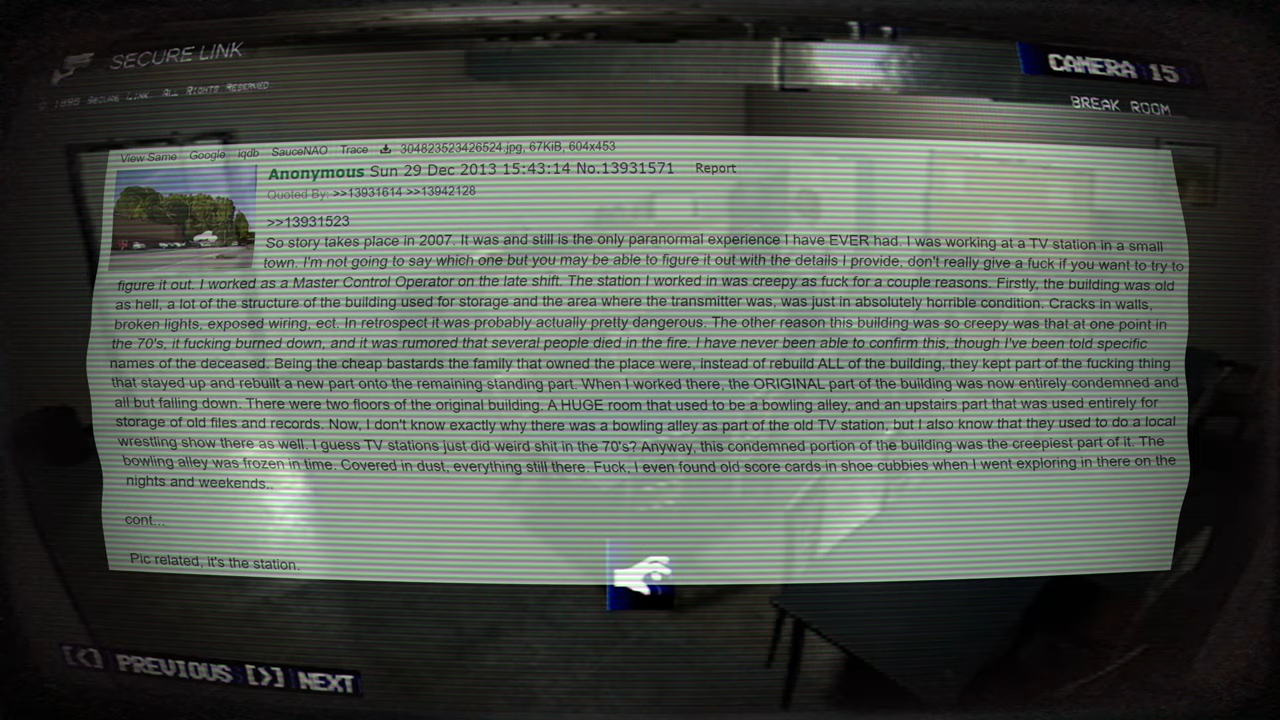 SECURE LINK
© 1995 SECURE LINK. ALL RIGHTS RESERVED
CAMERA 15
BREAK ROOM
View Same Google iqdb SauceNAO Trace 304823523426524.jpg, 67KiB, 604x453
Anonymous Sun 29 Dec 2013 15:43:14 No.13931571 Report
Quoted By: >>13931614 >>13942128
>>13931523
So story takes place in 2007. It was and still is the only paranormal experience I have EVER had. I was working at a TV station in a small
town. I'm not going to say which one but you may be able to figure it out with the details I provide, don't really give a fuck if you want to try to
figure it out. I worked as a Master Control Operator on the late shift. The station I worked in was creepy as fuck for a couple reasons. Firstly, the building was old
as hell, a lot of the structure of the building used for storage and the area where the transmitter was, was just in absolutely horrible condition. Cracks in walls,
broken lights, exposed wiring, ect. In retrospect it was probably actually pretty dangerous. The other reason this building was so creepy was that at one point in
the 70's, it fucking burned down, and it was rumored that several people died in the fire. I have never been able to confirm this, though I've been told specific
names of the deceased. Being the cheap bastards the family that owned the place were, instead of rebuild ALL of the building, they kept part of the fucking thing
that stayed up and rebuilt a new part onto the remaining standing part. When I worked there, the ORIGINAL part of the building was now entirely condemned and
all but falling down. There were two floors of the original building. A HUGE room that used to be a bowling alley, and an upstairs part that was used entirely for
storage of old files and records. Now, I don't know exactly why there was a bowling alley as part of the old TV station, but I also know that they used to do a local
wrestling show there as well. I guess TV stations just did weird shit in the 70's? Anyway, this condemned portion of the building was the creepiest part of it. The
bowling alley was frozen in time. Covered in dust, everything still there. Fuck, I even found old score cards in shoe cubbies when I went exploring in there on the
nights and weekends..
cont...
Pic related, it's the station.
[<] PREVIOUS [>] NEXT